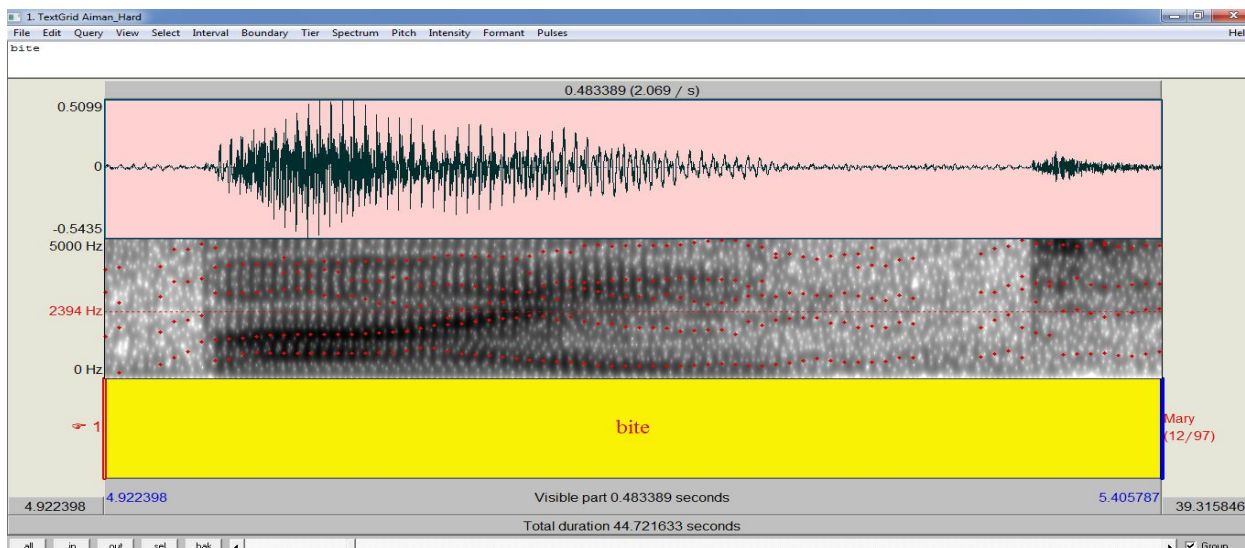 1. TextGrid Aiman_Hard
File Edit Query View Select Interval Boundary Tier Spectrum Pitch Intensity Formant Pulses Hel
bite
0.483389 (2.069 / s)
0.5099
0
-0.5435
5000 Hz
2394 Hz
0 Hz
☞ 1
bite
Mary
(12/97)
4.922398 Visible part 0.483389 seconds 5.405787
4.922398 39.315846
Total duration 44.721633 seconds
all in out sel bak Group